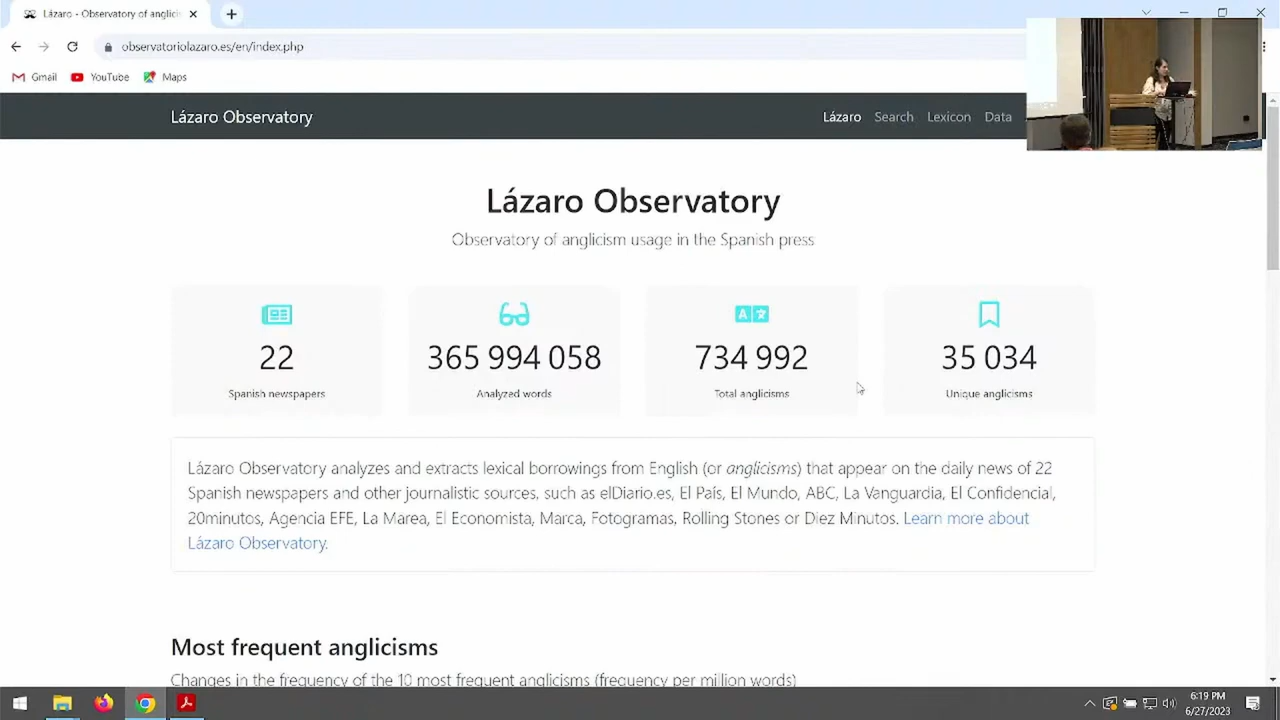 Lázaro - Observatory of anglicis
observatoriolazaro.es/en/index.php
Gmail YouTube Maps
Lázaro Observatory Lázaro Search Lexicon Data
Lázaro Observatory
Observatory of anglicism usage in the Spanish press
22
Spanish newspapers
365 994 058
Analyzed words
A
734 992
Total anglicisms
35 034
Unique anglicisms
Lázaro Observatory analyzes and extracts lexical borrowings from English (or anglicisms) that appear on the daily news of 22
Spanish newspapers and other journalistic sources, such as elDiario.es, El País, El Mundo, ABC, La Vanguardia, El Confidencial,
20minutos, Agencia EFE, La Marea, El Economista, Marca, Fotogramas, Rolling Stones or Diez Minutos. Learn more about
Lázaro Observatory.
Most frequent anglicisms
Changes in the frequency of the 10 most frequent anglicisms (frequency per million words)
6:19 PM
6/27/2023